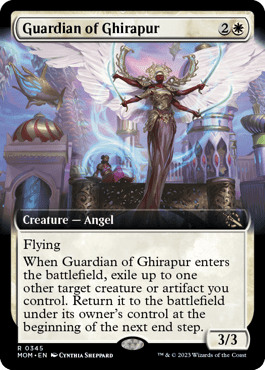 Guardian of Ghirapur 2
Creature — Angel
Flying
When Guardian of Ghirapur enters
the battlefield, exile up to one
other target creature or artifact you
control. Return it to the battlefield
under its owner's control at the
beginning of the next end step.
3/3
R 0345
MOM • EN CYNTHIA SHEPPARD ™ & © 2023 Wizards of the Coast